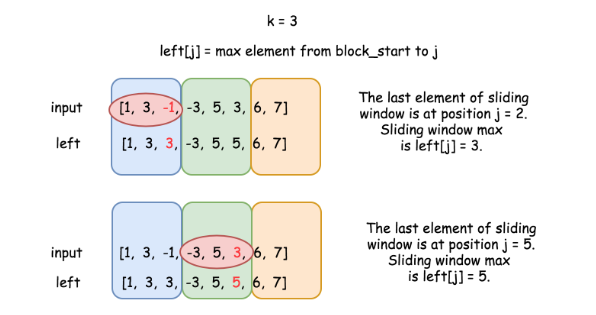 k = 3
left[j] = max element from block_start to j
input [1, 3, -1, -3, 5, 3, 6, 7]
left [1, 3, 3, -3, 5, 5, 6, 7]
The last element of sliding
window is at position j = 2.
Sliding window max
is left[j] = 3.
input [1, 3, -1, -3, 5, 3, 6, 7]
left [1, 3, 3, -3, 5, 5, 6, 7]
The last element of sliding
window is at position j = 5.
Sliding window max
is left[j] = 5.